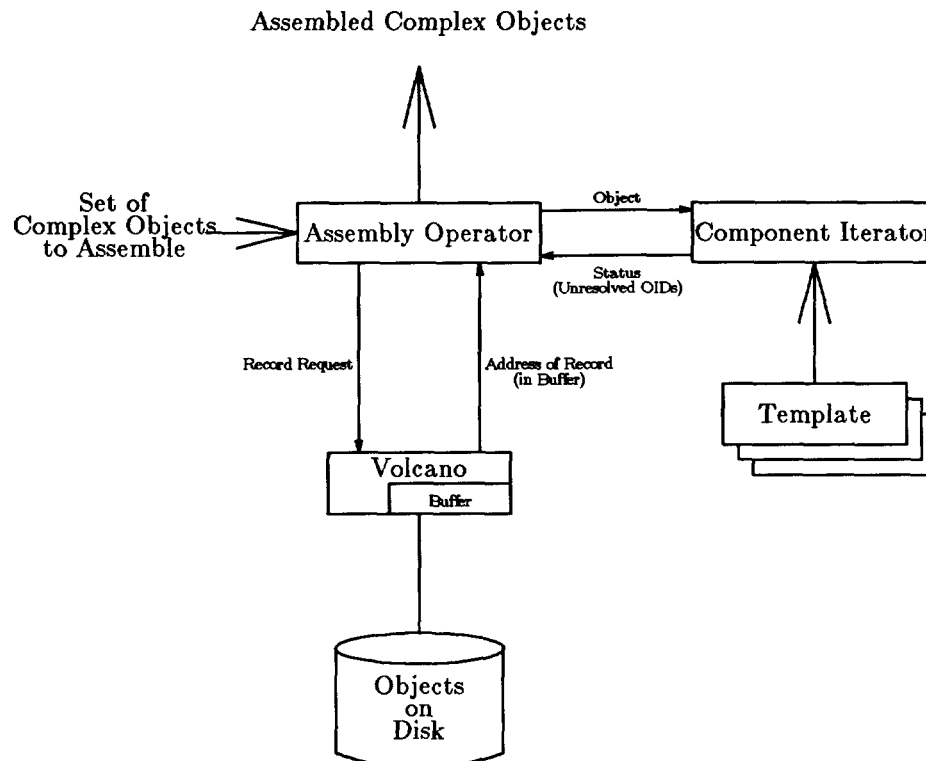 Assembled Complex Objects
Set of
Complex Objects
to Assemble
Assembly Operator
Object
Component Iterator
Status
(Unresolved OIDs)
Record Request
Address of Record
(in Buffer)
Template
Volcano
Buffer
Objects
on
Disk